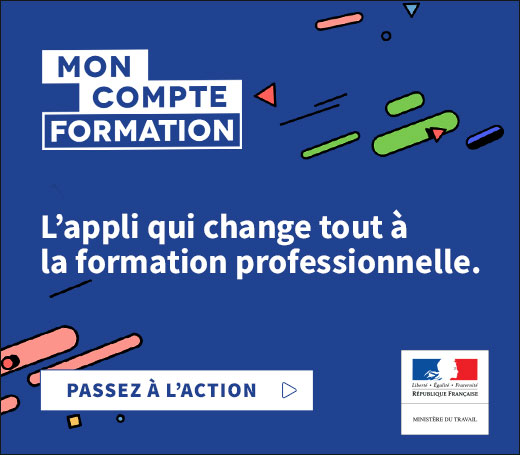 MON
COMPTE
FORMATION
L’appli qui change tout à
la formation professionnelle.
PASSEZ À L’ACTION
Liberté • Égalité • Fraternité
RÉPUBLIQUE FRANÇAISE
MINISTÈRE DU TRAVAIL